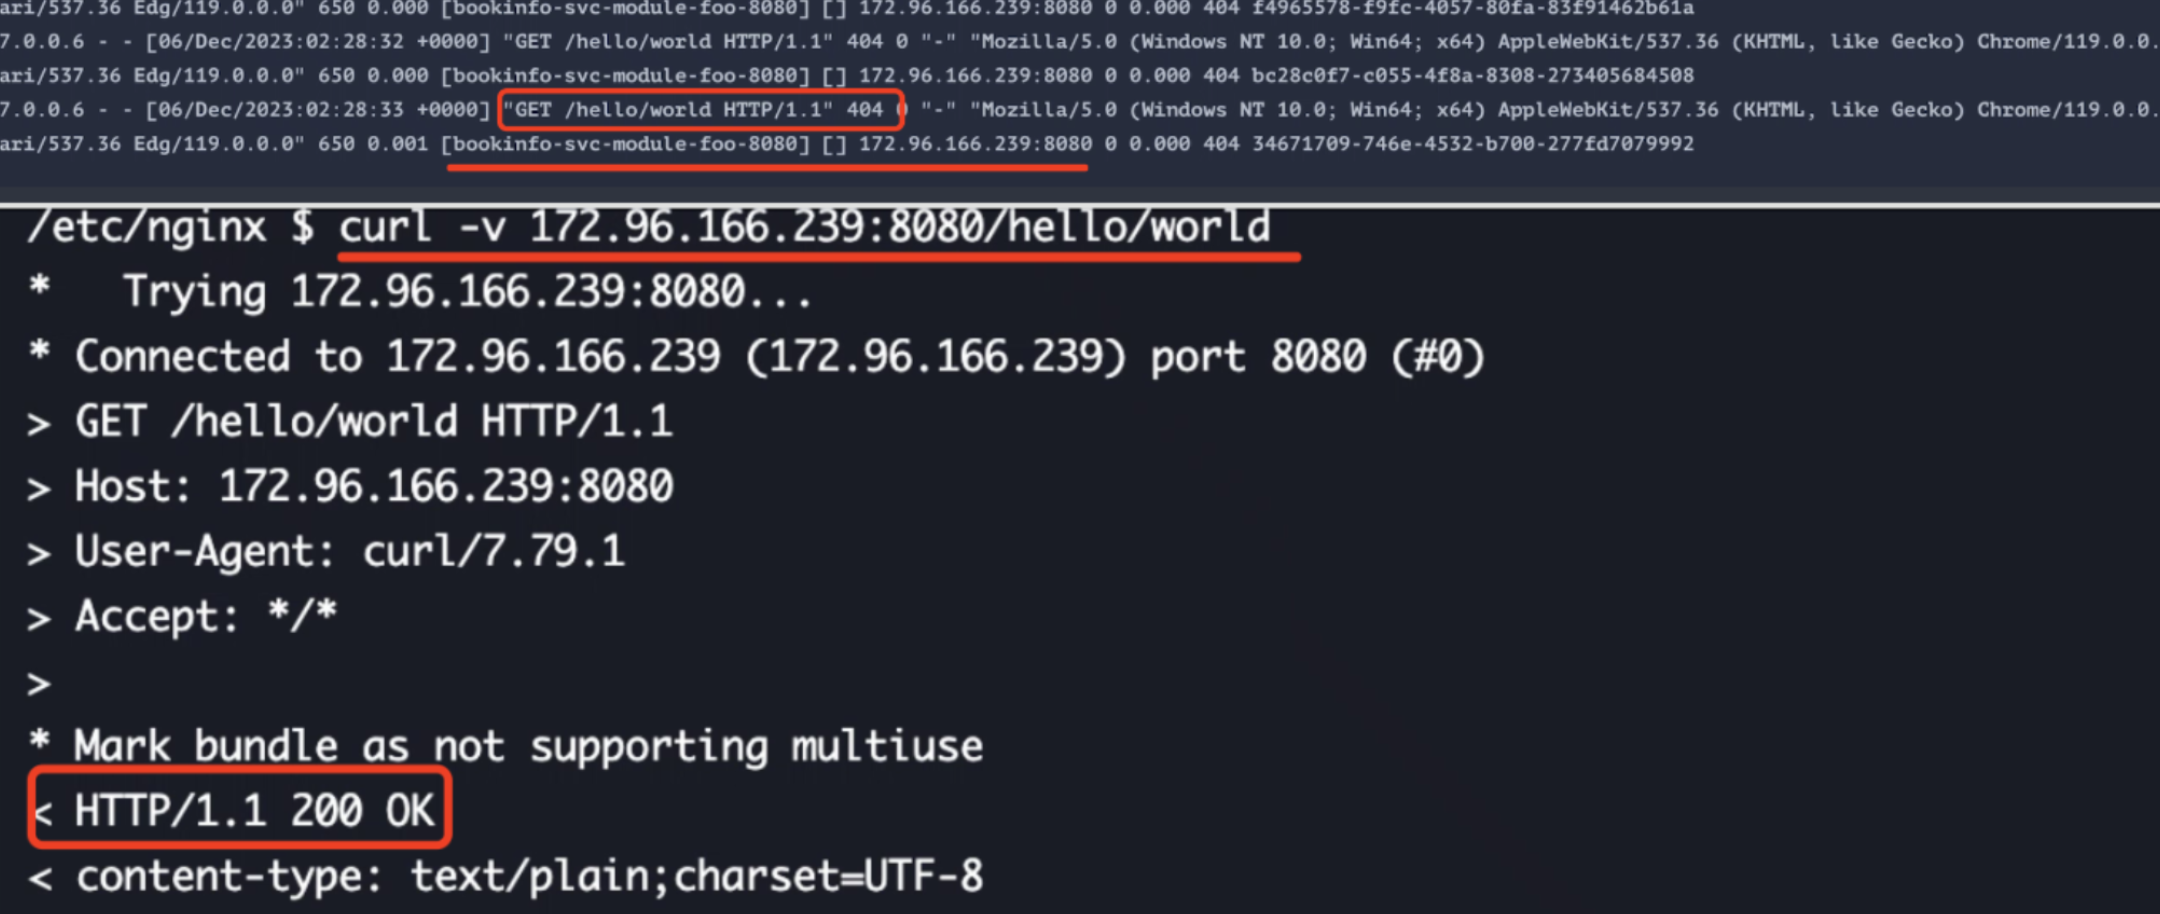 ari/537.36 Edg/119.0.0.0" 650 0.000 [bookinfo-svc-module-foo-8080] [] 172.96.166.239:8080 0 0.000 404 f4965578-f9fc-4057-80fa-83f91462b61a
7.0.0.6 - - [06/Dec/2023:02:28:32 +0000] "GET /hello/world HTTP/1.1" 404 0 "-" "Mozilla/5.0 (Windows NT 10.0; Win64; x64) AppleWebKit/537.36 (KHTML, like Gecko) Chrome/119.0.0.
ari/537.36 Edg/119.0.0.0" 650 0.000 [bookinfo-svc-module-foo-8080] [] 172.96.166.239:8080 0 0.000 404 bc28c0f7-c055-4f8a-8308-273405684508
7.0.0.6 - - [06/Dec/2023:02:28:33 +0000] "GET /hello/world HTTP/1.1" 404 0 "-" "Mozilla/5.0 (Windows NT 10.0; Win64; x64) AppleWebKit/537.36 (KHTML, like Gecko) Chrome/119.0.0.
ari/537.36 Edg/119.0.0.0" 650 0.001 [bookinfo-svc-module-foo-8080] [] 172.96.166.239:8080 0 0.000 404 34671709-746e-4532-b700-277fd7079992
/etc/nginx $ curl -v 172.96.166.239:8080/hello/world
*   Trying 172.96.166.239:8080...
* Connected to 172.96.166.239 (172.96.166.239) port 8080 (#0)
> GET /hello/world HTTP/1.1
> Host: 172.96.166.239:8080
> User-Agent: curl/7.79.1
> Accept: */*
>
* Mark bundle as not supporting multiuse
< HTTP/1.1 200 OK
< content-type: text/plain;charset=UTF-8